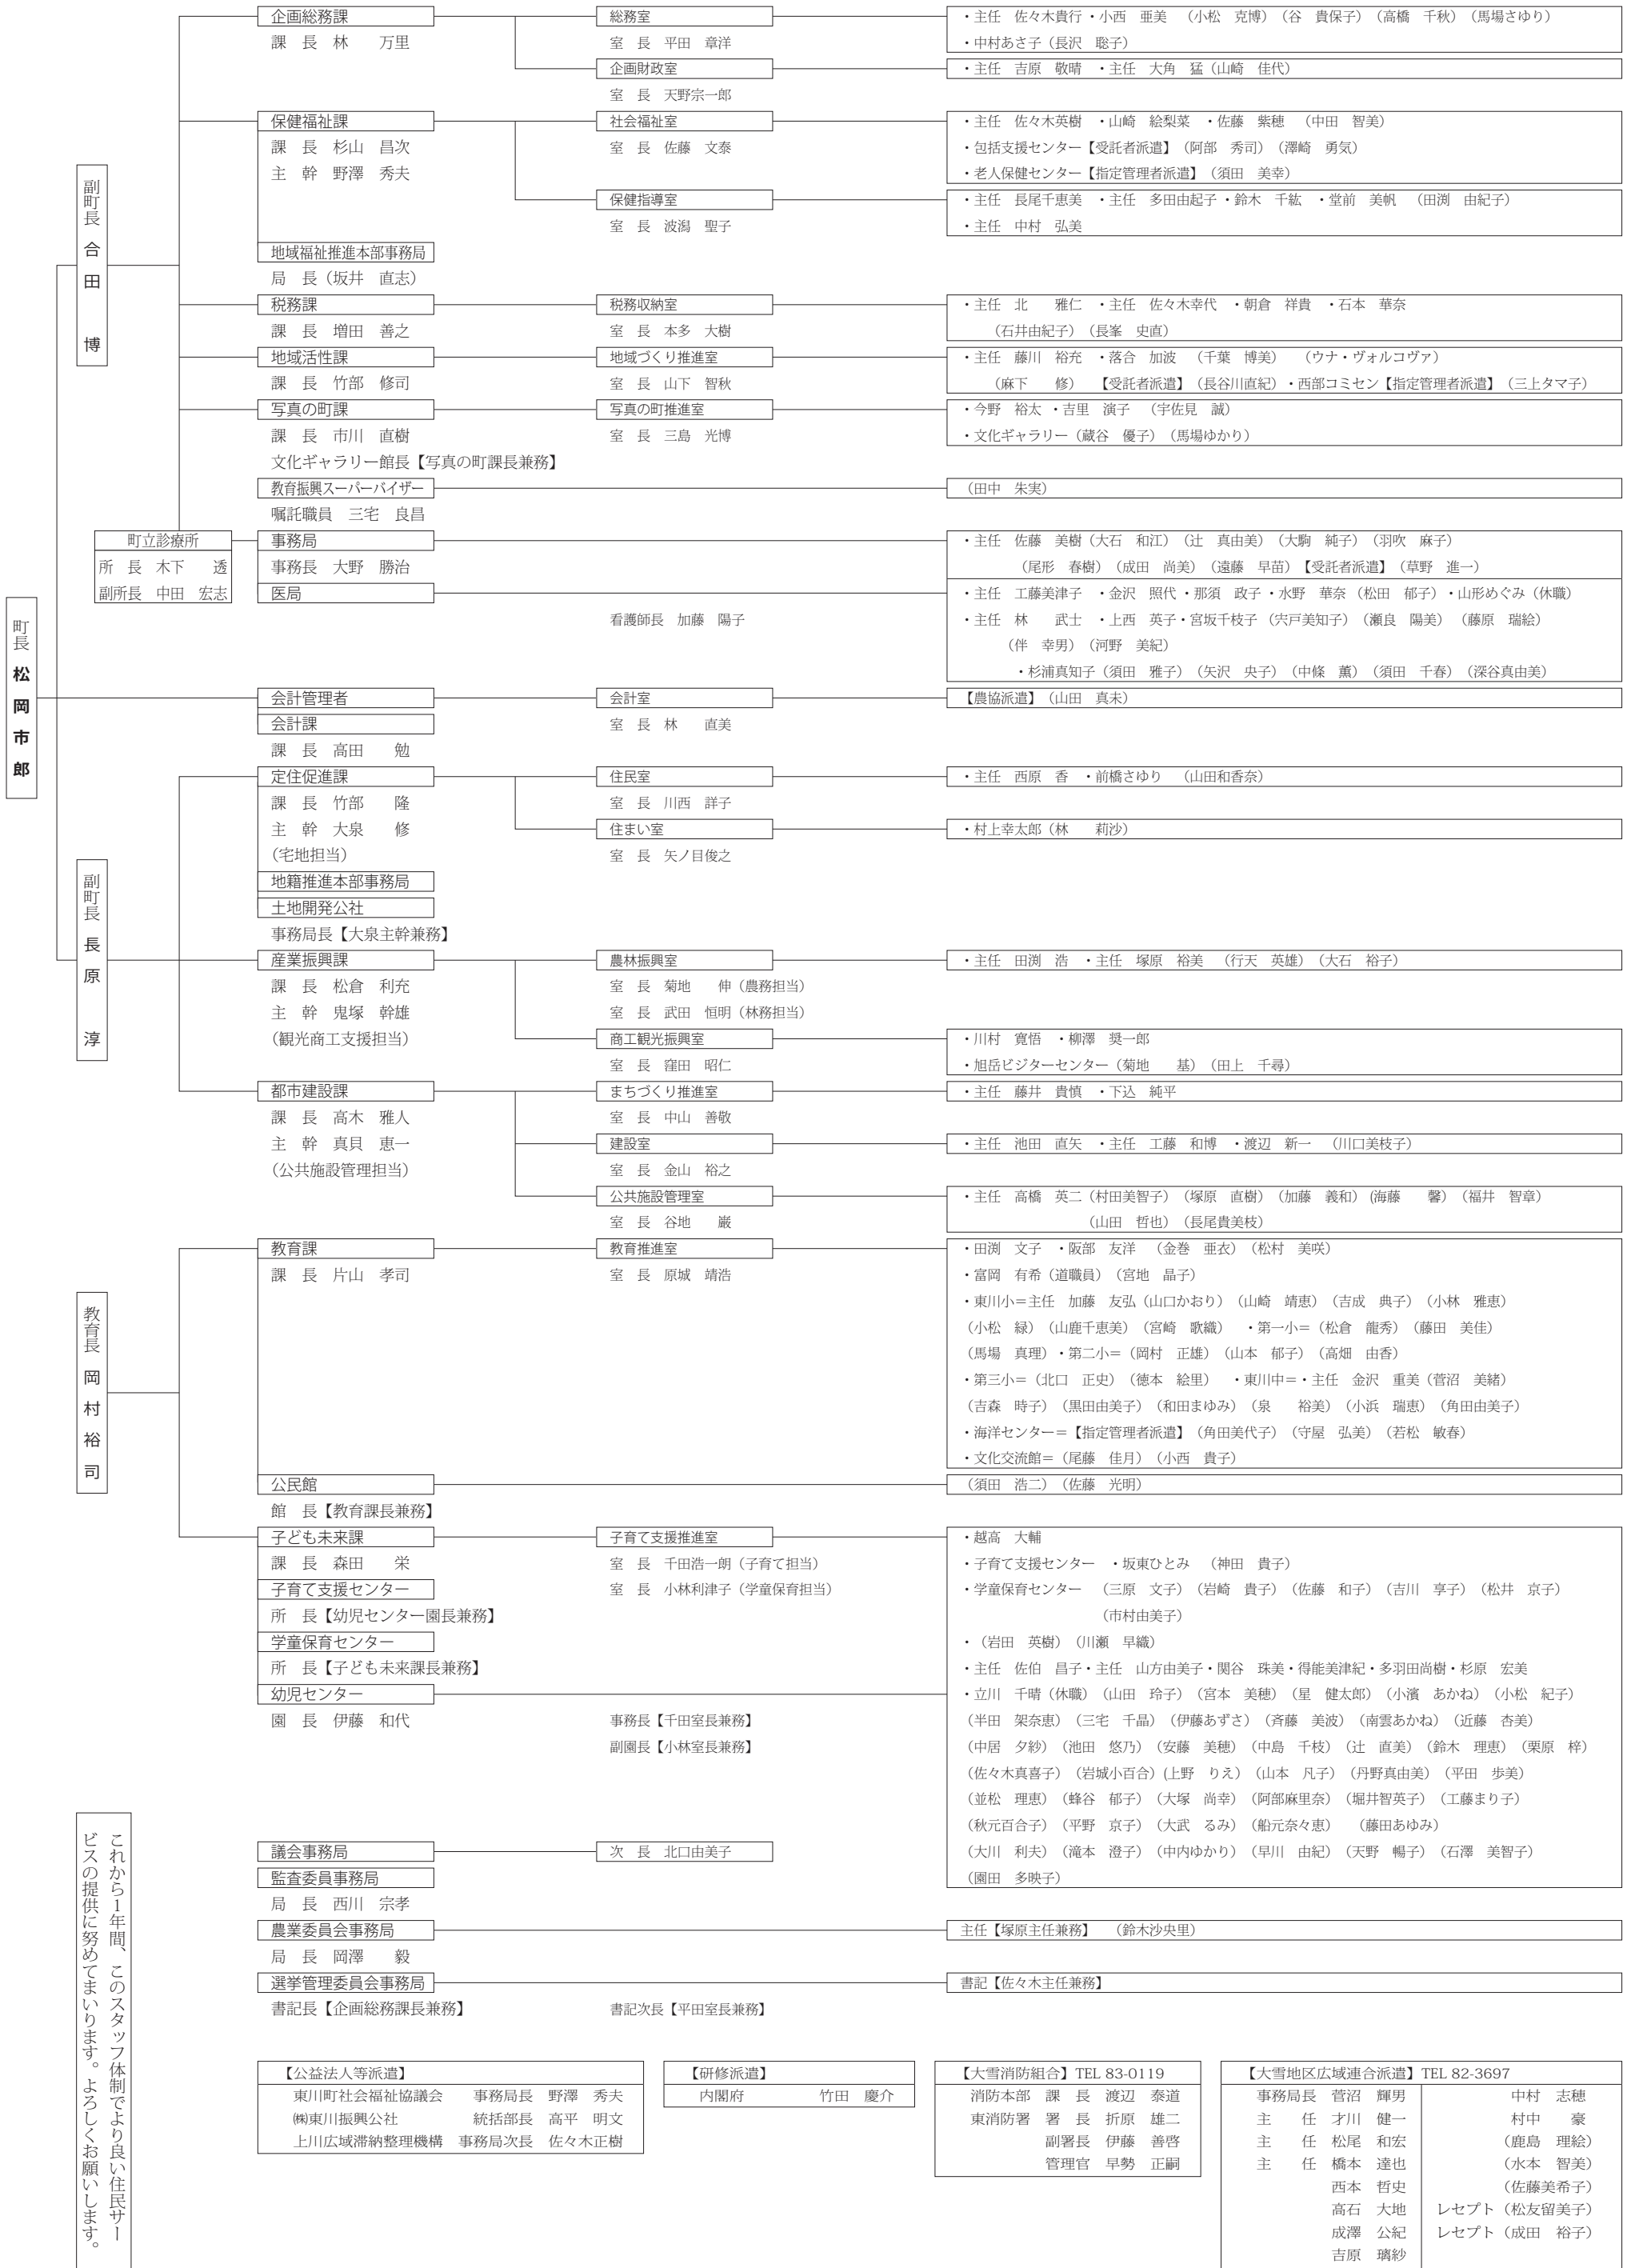 町長 松岡市郎
副町長 合田 博
企画総務課
課 長 林 万里
総務室
室 長 平田 章洋
・主任 佐々木貴行 ・小西 亜美 （小松 克博）（谷 貴保子）（高橋 千秋）（馬場さゆり）
・中村あさ子（長沢 聡子）
企画財政室
室 長 天野宗一郎
・主任 吉原 敬晴 ・主任 大角 猛（山崎 佳代）
保健福祉課
課 長 杉山 昌次
主 幹 野澤 秀夫
社会福祉室
室 長 佐藤 文泰
・主任 佐々木英樹 ・山崎 絵梨菜 ・佐藤 紫穂 （中田 智美）
・包括支援センター【受託者派遣】（阿部 秀司）（澤崎 勇気）
・老人保健センター【指定管理者派遣】（須田 美幸）
保健指導室
室 長 波潟 聖子
・主任 長尾千恵美 ・主任 多田由起子 ・鈴木 千紘 ・堂前 美帆 （田渕 由紀子）
・主任 中村 弘美
地域福祉推進本部事務局
局 長（坂井 直志）
税務課
課 長 増田 善之
税務収納室
室 長 本多 大樹
・主任 北 雅仁 ・主任 佐々木幸代 ・朝倉 祥貴 ・石本 華奈
（石井由紀子）（長峯 史直）
地域活性課
課 長 竹部 修司
地域づくり推進室
室 長 山下 智秋
・主任 藤川 裕充 ・落合 加波 （千葉 博美） （ウナ・ヴォルコヴァ）
（麻下 修） 【受託者派遣】（長谷川直紀）・西部コミセン【指定管理者派遣】（三上タマ子）
写真の町課
課 長 市川 直樹
文化ギャラリー館長【写真の町課長兼務】
写真の町推進室
室 長 三島 光博
・今野 裕太 ・吉里 演子 （宇佐見 誠）
・文化ギャラリー（蔵谷 優子）（馬場ゆかり）
教育振興スーパーバイザー
嘱託職員 三宅 良昌
（田中 朱実）
町立診療所
所 長 木下 透
副所長 中田 宏志
事務局
事務長 大野 勝治
・主任 佐藤 美樹（大石 和江）（辻 真由美）（大駒 純子）（羽吹 麻子）
（尾形 春樹）（成田 尚美）（遠藤 早苗）【受託者派遣】（草野 進一）
医局
看護師長 加藤 陽子
・主任 工藤美津子 ・金沢 照代 ・那須 政子 ・水野 華奈 （松田 郁子）・山形めぐみ（休職）
・主任 林 武士 ・上西 英子 ・宮坂千枝子（宍戸美知子）（瀬良 陽美）（藤原 瑞絵）
（伴 幸男）（河野 美紀）
・杉浦真知子（須田 雅子）（矢沢 央子）（中條 薫）（須田 千春）（深谷真由美）
会計管理者
会計課
課 長 高田 勉
会計室
室 長 林 直美
【農協派遣】（山田 真未）
副町長 長原 淳
定住促進課
課 長 竹部 隆
主 幹 大泉 修
（宅地担当）
住民室
室 長 川西 詳子
・主任 西原 香 ・前橋さゆり （山田和香奈）
住まい室
室 長 矢ノ目俊之
・村上幸太郎（林 莉沙）
地籍推進本部事務局
土地開発公社
事務局長【大泉主幹兼務】
産業振興課
課 長 松倉 利充
主 幹 鬼塚 幹雄
（観光商工支援担当）
農林振興室
室 長 菊地 伸（農務担当）
室 長 武田 恒明（林務担当）
・主任 田渕 浩 ・主任 塚原 裕美 （行天 英雄）（大石 裕子）
商工観光振興室
室 長 窪田 昭仁
・川村 寛悟 ・柳澤 奨一郎
・旭岳ビジターセンター（菊地 基）（田上 千尋）
都市建設課
課 長 高木 雅人
主 幹 真貝 恵一
（公共施設管理担当）
まちづくり推進室
室 長 中山 善敬
・主任 藤井 貴慎 ・下込 純平
建設室
室 長 金山 裕之
・主任 池田 直矢 ・主任 工藤 和博 ・渡辺 新一 （川口美枝子）
公共施設管理室
室 長 谷地 巌
・主任 高橋 英二（村田美智子）（塚原 直樹）（加藤 義和）（海藤 馨）（福井 智章）
（山田 哲也）（長尾貴美枝）
教育長 岡村裕司
教育課
課 長 片山 孝司
教育推進室
室 長 原城 靖浩
・田渕 文子 ・阪部 友洋 （金巻 亜衣）（松村 美咲）
・富岡 有希（道職員）（宮地 晶子）
・東川小＝主任 加藤 友弘（山口かおり）（山崎 靖恵）（吉成 典子）（小林 雅恵）
（小松 緑）（山鹿千恵美）（宮崎 歌織） ・第一小＝（松倉 龍秀）（藤田 美佳）
（馬場 真理）・第二小＝（岡村 正雄）（山本 郁子）（高畑 由香）
・第三小＝（北口 正史）（徳本 絵里） ・東川中＝・主任 金沢 重美（菅沼 美緒）
（吉森 時子）（黒田由美子）（和田まゆみ）（泉 裕美）（小浜 瑞恵）（角田由美子）
・海洋センター＝【指定管理者派遣】（角田美代子）（守屋 弘美）（若松 敏春）
・文化交流館＝（尾藤 佳月）（小西 貴子）
公民館
館 長【教育課長兼務】
（須田 浩二）（佐藤 光明）
子ども未来課
課 長 森田 栄
子育て支援センター
所 長【幼児センター園長兼務】
学童保育センター
所 長【子ども未来課長兼務】
幼児センター
園 長 伊藤 和代
子育て支援推進室
室 長 千田浩一朗（子育て担当）
室 長 小林利津子（学童保育担当）
事務長【千田室長兼務】
副園長【小林室長兼務】
・越高 大輔
・子育て支援センター ・坂東ひとみ （神田 貴子）
・学童保育センター （三原 文子）（岩崎 貴子）（佐藤 和子）（吉川 享子）（松井 京子）
（市村由美子）
・（岩田 英樹）（川瀬 早織）
・主任 佐伯 昌子・主任 山方由美子・関谷 珠美・得能美津紀・多羽田尚樹・杉原 宏美
・立川 千晴（休職）（山田 玲子）（宮本 美穂）（星 健太郎）（小濱 あかね）（小松 紀子）
（半田 架奈恵）（三宅 千晶）（伊藤あずさ）（斉藤 美波）（南雲あかね）（近藤 杏美）
（中居 夕紗）（池田 悠乃）（安藤 美穂）（中島 千枝）（辻 直美）（鈴木 理恵）（栗原 梓）
（佐々木真喜子）（岩城小百合）（上野 りえ）（山本 凡子）（丹野真由美）（平田 歩美）
（並松 理恵）（蜂谷 郁子）（大塚 尚幸）（阿部麻里奈）（堀井智英子）（工藤まり子）
（秋元百合子）（平野 京子）（大武 るみ）（船元奈々恵） （藤田あゆみ）
（大川 利夫）（滝本 澄子）（中内ゆかり）（早川 由紀）（天野 暢子）（石澤 美智子）
（園田 多映子）
議会事務局
次 長 北口由美子
監査委員事務局
局 長 西川 宗孝
農業委員会事務局
局 長 岡澤 毅
主任【塚原主任兼務】 （鈴木沙央里）
選挙管理委員会事務局
書記長【企画総務課長兼務】
書記次長【平田室長兼務】
書記【佐々木主任兼務】
これから１年間、このスタッフ体制でより良い住民サー
ビスの提供に努めてまいります。よろしくお願いします。
【公益法人等派遣】
東川町社会福祉協議会 事務局長 野澤 秀夫
㈱東川振興公社 統括部長 高平 明文
上川広域滞納整理機構 事務局次長 佐々木正樹
【研修派遣】
内閣府 竹田 慶介
【大雪消防組合】TEL 83-0119
消防本部 課 長 渡辺 泰道
東消防署 署 長 折原 雄二
副署長 伊藤 善啓
管理官 早勢 正嗣
【大雪地区広域連合派遣】TEL 82-3697
事務局長 菅沼 輝男
主 任 才川 健一
主 任 松尾 和宏
主 任 橋本 達也
西本 哲史
高石 大地
成澤 公紀
吉原 璃紗
中村 志穂
村中 豪
（鹿島 理絵）
（水本 智美）
（佐藤美希子）
レセプト（松友留美子）
レセプト（成田 裕子）